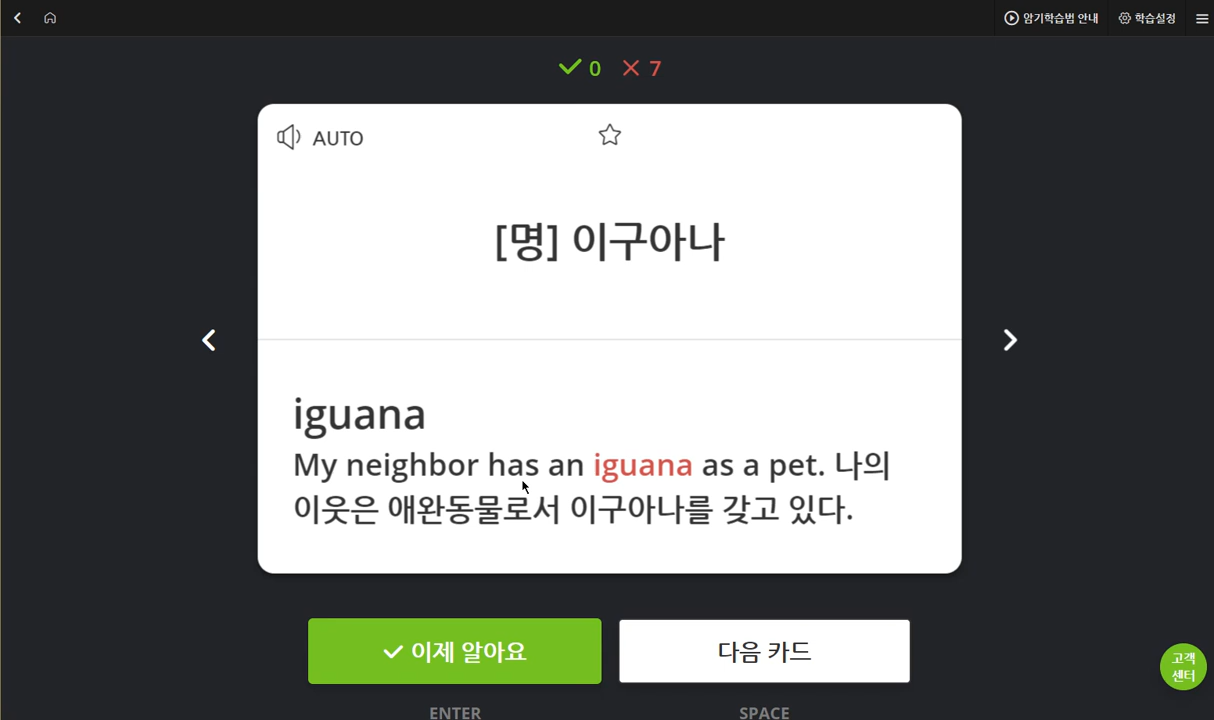 암기학습법 안내 학습설정
0 7
AUTO
[명] 이구아나
iguana
My neighbor has an iguana as a pet. 나의
이웃은 애완동물로서 이구아나를 갖고 있다.
이제 알아요 다음 카드
고객
센터
ENTER SPACE